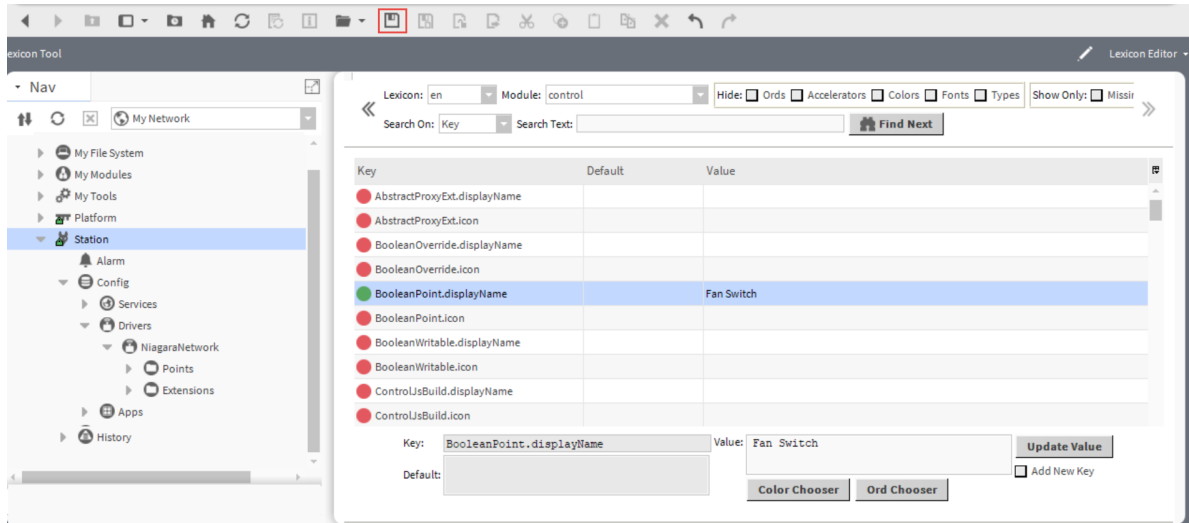 exicon Tool
Lexicon Editor
Nav
My Network
My File System
My Modules
My Tools
Platform
Station
Alarm
Config
Services
Drivers
NiagaraNetwork
Points
Extensions
Apps
History
Lexicon: en Module: control Hide: Ords Accelerators Colors Fonts Types Show Only: Missir
Search On: Key Search Text: Find Next
Key Default Value
AbstractProxyExt.displayName
AbstractProxyExt.icon
BooleanOverride.displayName
BooleanOverride.icon
BooleanPoint.displayName Fan Switch
BooleanPoint.icon
BooleanWritable.displayName
BooleanWritable.icon
ControlJsBuild.displayName
ControlJsBuild.icon
Key: BooleanPoint.displayName Value: Fan Switch Update Value
Default: Add New Key
Color Chooser Ord Chooser